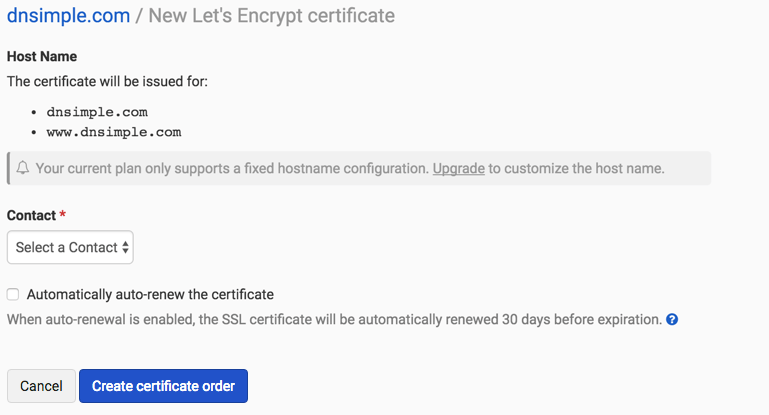 dnsimple.com / New Let's Encrypt certificate
Host Name
The certificate will be issued for:
• dnsimple.com
• www.dnsimple.com
Your current plan only supports a fixed hostname configuration. Upgrade to customize the host name.
Contact *
Select a Contact
Automatically auto-renew the certificate
When auto-renewal is enabled, the SSL certificate will be automatically renewed 30 days before expiration. ?
Cancel
Create certificate order